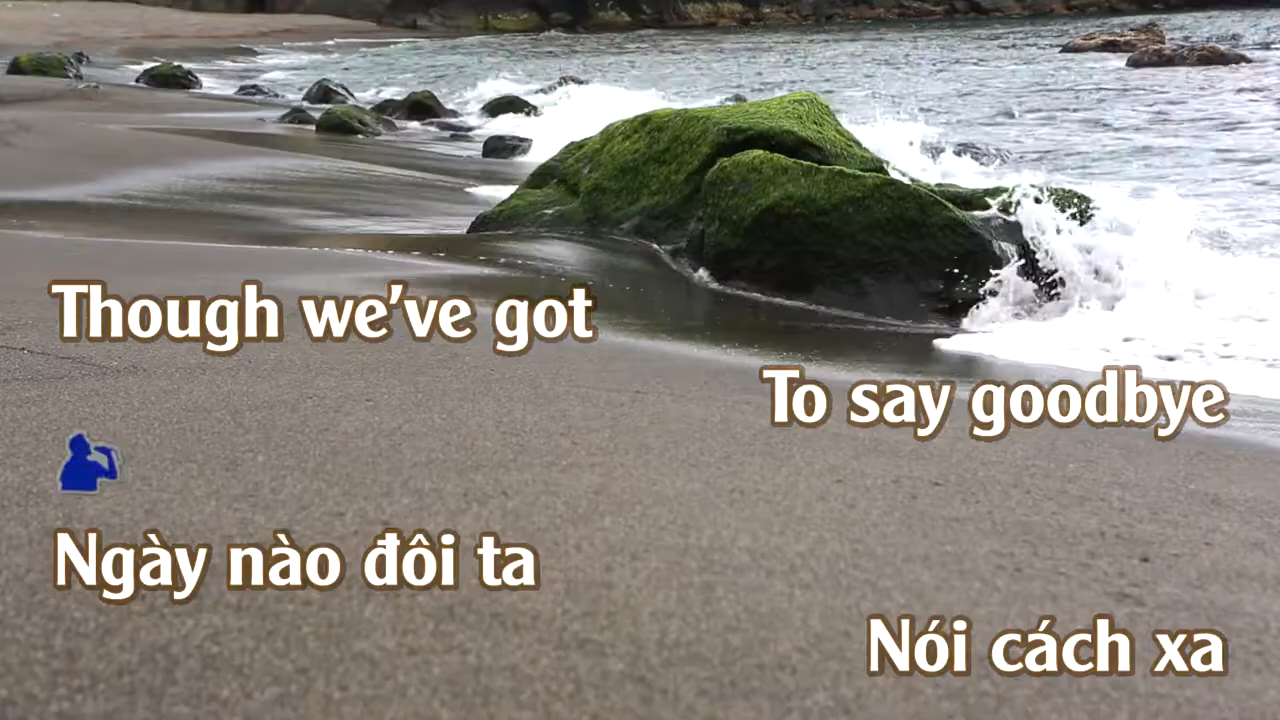 Though we've got
To say goodbye
Ngày nào đôi ta
Nói cách xa